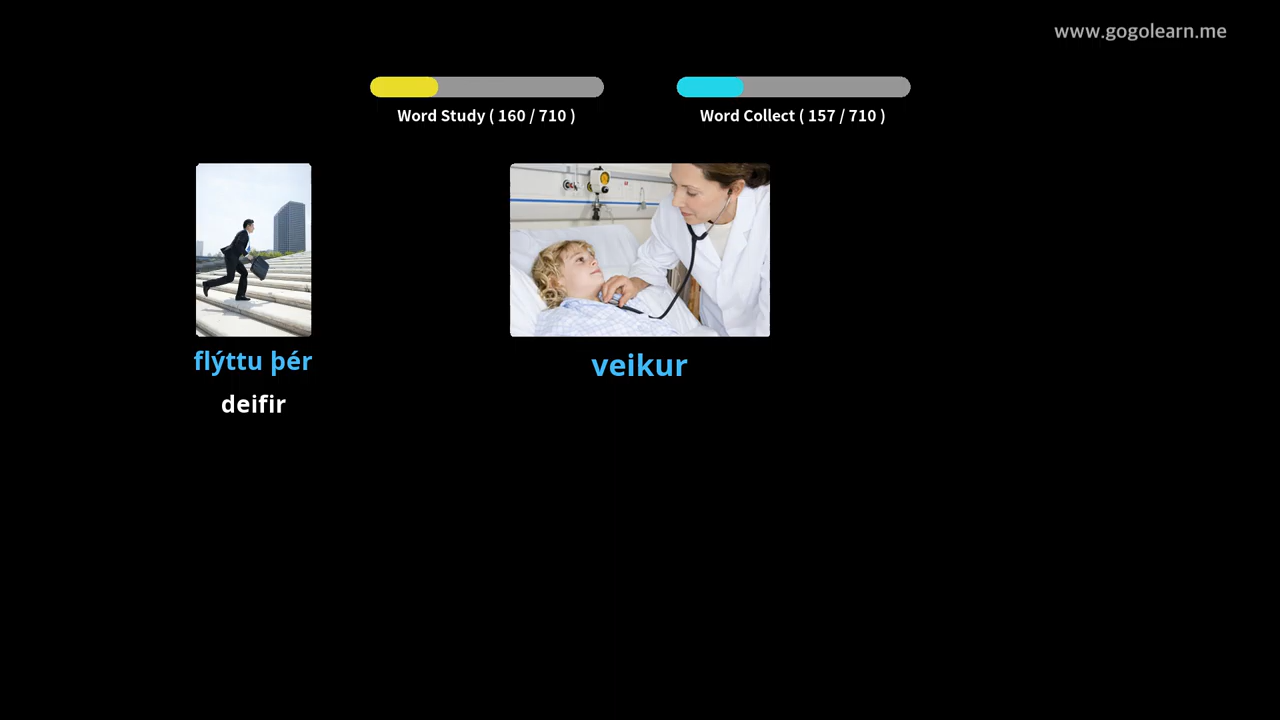 www.gogolearn.me
Word Study ( 160 / 710 )
Word Collect ( 157 / 710 )
flýttu þér
deifir
veikur